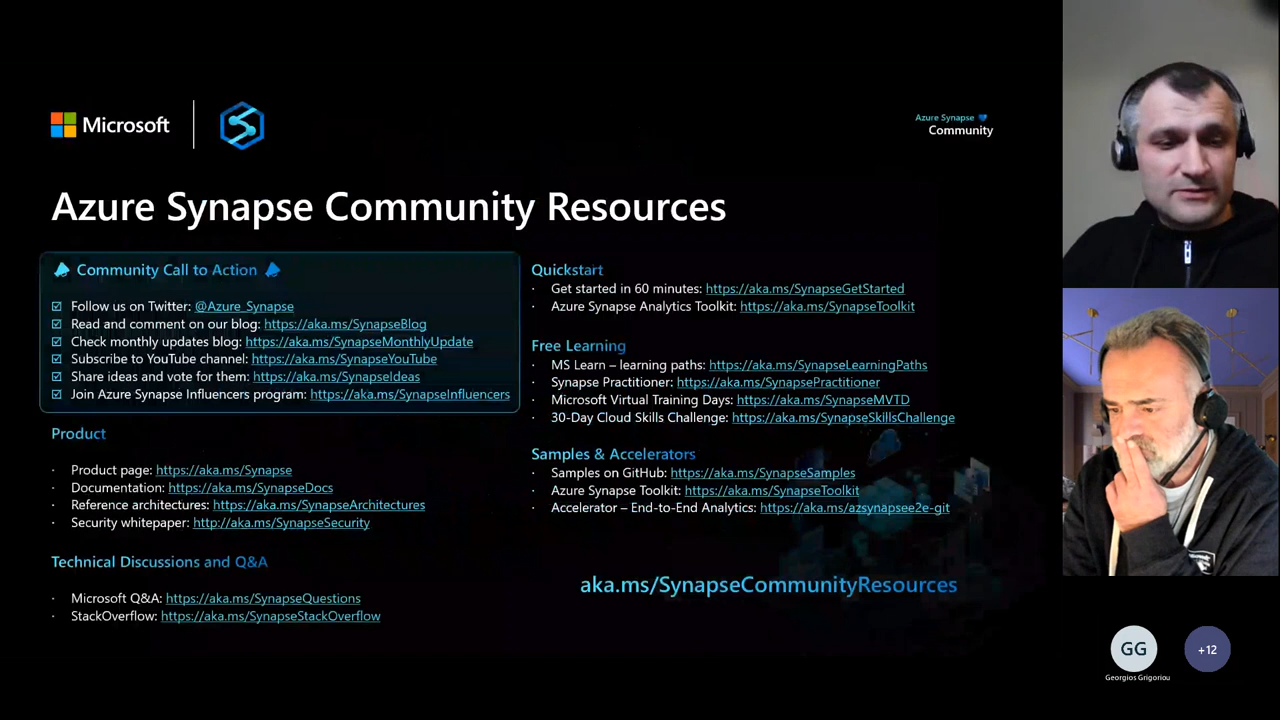 Microsoft
Azure Synapse
Community
Azure Synapse Community Resources
Community Call to Action
Follow us on Twitter: @Azure_Synapse
Read and comment on our blog: https://aka.ms/SynapseBlog
Check monthly updates blog: https://aka.ms/SynapseMonthlyUpdate
Subscribe to YouTube channel: https://aka.ms/SynapseYouTube
Share ideas and vote for them: https://aka.ms/SynapseIdeas
Join Azure Synapse Influencers program: https://aka.ms/SynapseInfluencers
Product
· Product page: https://aka.ms/Synapse
· Documentation: https://aka.ms/SynapseDocs
· Reference architectures: https://aka.ms/SynapseArchitectures
· Security whitepaper: http://aka.ms/SynapseSecurity
Technical Discussions and Q&A
· Microsoft Q&A: https://aka.ms/SynapseQuestions
· StackOverflow: https://aka.ms/SynapseStackOverflow
Quickstart
· Get started in 60 minutes: https://aka.ms/SynapseGetStarted
· Azure Synapse Analytics Toolkit: https://aka.ms/SynapseToolkit
Free Learning
· MS Learn – learning paths: https://aka.ms/SynapseLearningPaths
· Synapse Practitioner: https://aka.ms/SynapsePractitioner
· Microsoft Virtual Training Days: https://aka.ms/SynapseMVTD
· 30-Day Cloud Skills Challenge: https://aka.ms/SynapseSkillsChallenge
Samples & Accelerators
· Samples on GitHub: https://aka.ms/SynapseSamples
· Azure Synapse Toolkit: https://aka.ms/SynapseToolkit
· Accelerator – End-to-End Analytics: https://aka.ms/azsynapsee2e-git
aka.ms/SynapseCommunityResources
GG
Georgios Grigoriou
+12